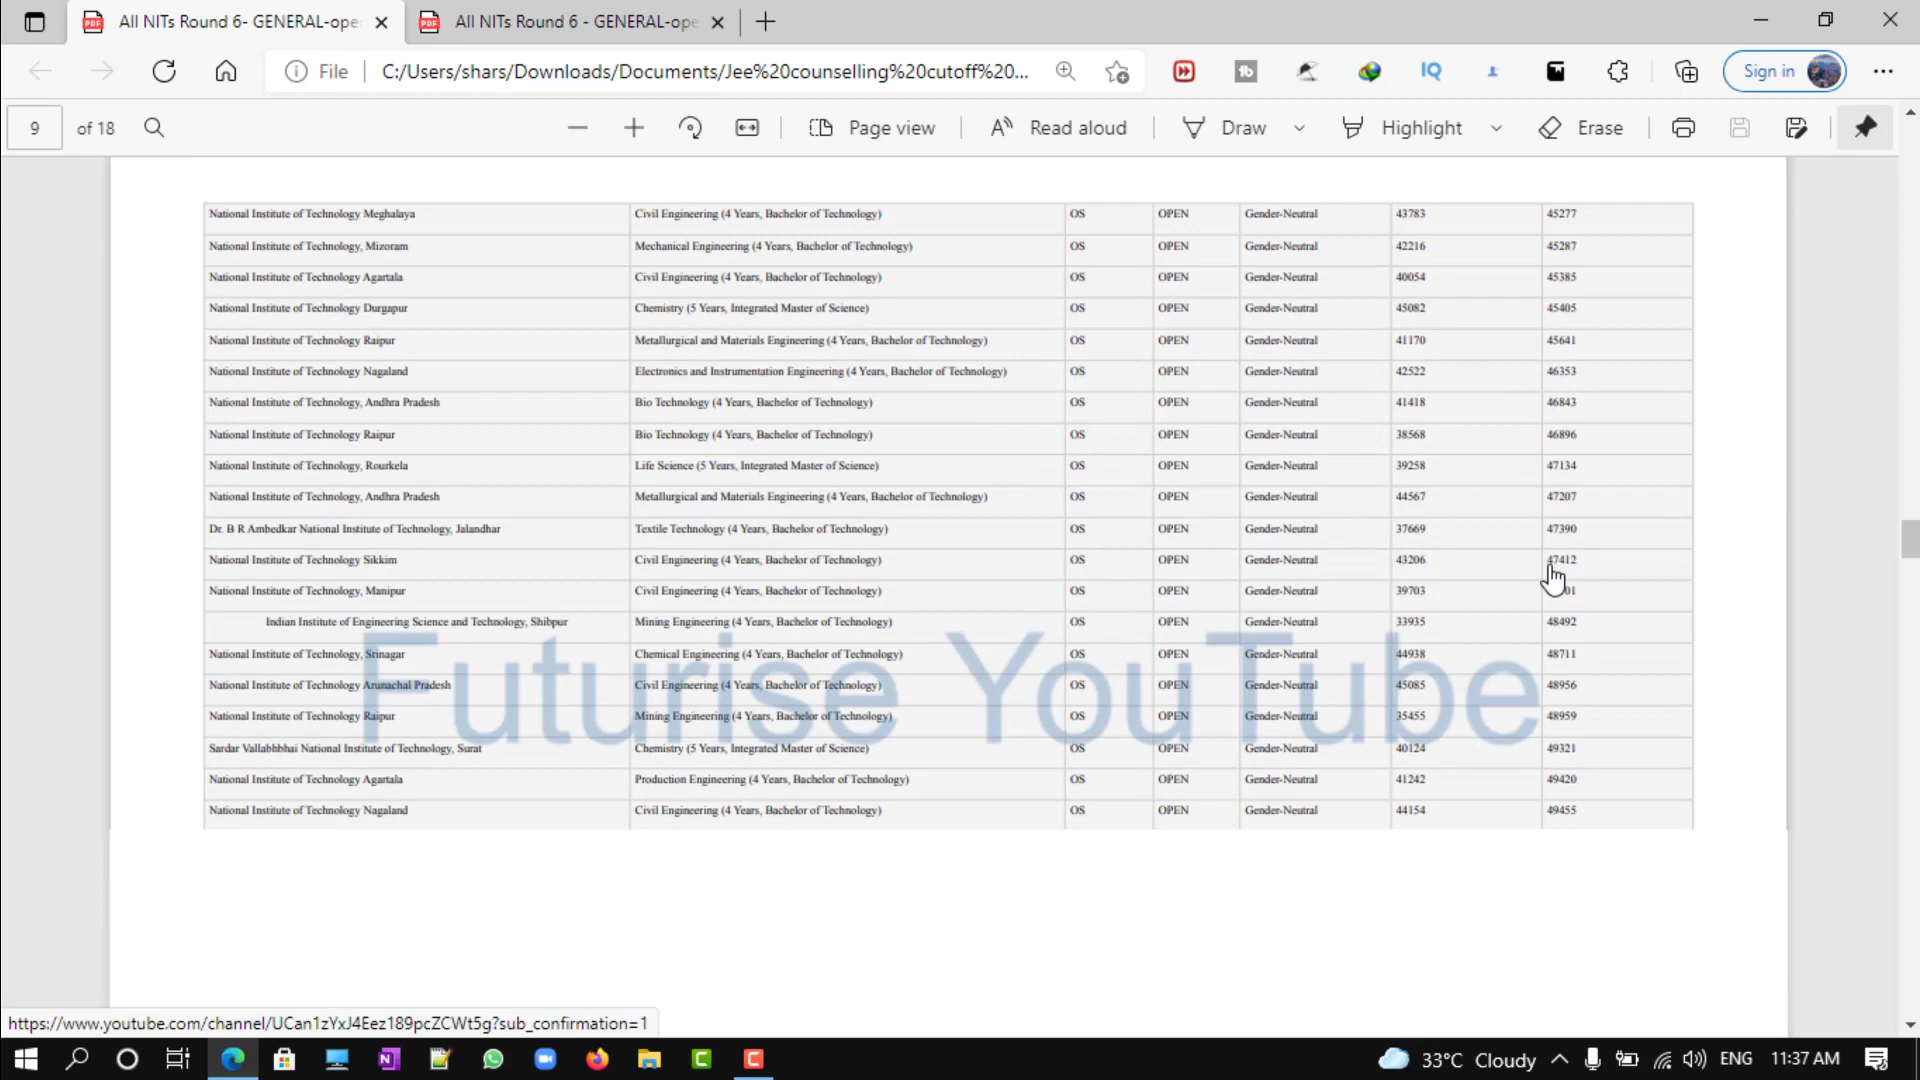 All NITs Round 6- GENERAL-ope
All NITs Round 6 - GENERAL-ope
File
C:/Users/shars/Downloads/Documents/Jee%20counselling%20cutoff%20...
Sign in
9 of 18
Page view
Read aloud
Draw
Highlight
Erase
National Institute of Technology Meghalaya Civil Engineering (4 Years, Bachelor of Technology) OS OPEN Gender-Neutral 43783 45277
National Institute of Technology, Mizoram Mechanical Engineering (4 Years, Bachelor of Technology) OS OPEN Gender-Neutral 42216 45287
National Institute of Technology Agartala Civil Engineering (4 Years, Bachelor of Technology) OS OPEN Gender-Neutral 40054 45385
National Institute of Technology Durgapur Chemistry (5 Years, Integrated Master of Science) OS OPEN Gender-Neutral 45082 45405
National Institute of Technology Raipur Metallurgical and Materials Engineering (4 Years, Bachelor of Technology) OS OPEN Gender-Neutral 41170 45641
National Institute of Technology Nagaland Electronics and Instrumentation Engineering (4 Years, Bachelor of Technology) OS OPEN Gender-Neutral 42522 46353
National Institute of Technology, Andhra Pradesh Bio Technology (4 Years, Bachelor of Technology) OS OPEN Gender-Neutral 41418 46843
National Institute of Technology Raipur Bio Technology (4 Years, Bachelor of Technology) OS OPEN Gender-Neutral 38568 46896
National Institute of Technology, Rourkela Life Science (5 Years, Integrated Master of Science) OS OPEN Gender-Neutral 39258 47134
National Institute of Technology, Andhra Pradesh Metallurgical and Materials Engineering (4 Years, Bachelor of Technology) OS OPEN Gender-Neutral 44567 47207
Dr. B R Ambedkar National Institute of Technology, Jalandhar Textile Technology (4 Years, Bachelor of Technology) OS OPEN Gender-Neutral 37669 47390
National Institute of Technology Sikkim Civil Engineering (4 Years, Bachelor of Technology) OS OPEN Gender-Neutral 43206 47412
National Institute of Technology, Manipur Civil Engineering (4 Years, Bachelor of Technology) OS OPEN Gender-Neutral 39703
Indian Institute of Engineering Science and Technology, Shibpur Mining Engineering (4 Years, Bachelor of Technology) OS OPEN Gender-Neutral 33935 48492
National Institute of Technology, Srinagar Chemical Engineering (4 Years, Bachelor of Technology) OS OPEN Gender-Neutral 44938 48711
National Institute of Technology Arunachal Pradesh Civil Engineering (4 Years, Bachelor of Technology) OS OPEN Gender-Neutral 45085 48956
National Institute of Technology Raipur Mining Engineering (4 Years, Bachelor of Technology) OS OPEN Gender-Neutral 35455 48959
Sardar Vallabhbhai National Institute of Technology, Surat Chemistry (5 Years, Integrated Master of Science) OS OPEN Gender-Neutral 40124 49321
National Institute of Technology Agartala Production Engineering (4 Years, Bachelor of Technology) OS OPEN Gender-Neutral 41242 49420
National Institute of Technology Nagaland Civil Engineering (4 Years, Bachelor of Technology) OS OPEN Gender-Neutral 44154 49455
Futurise YouTube
https://www.youtube.com/channel/UCan1zYxJ4Eez189pcZCWt5g?sub_confirmation=1
33°C Cloudy
ENG
11:37 AM